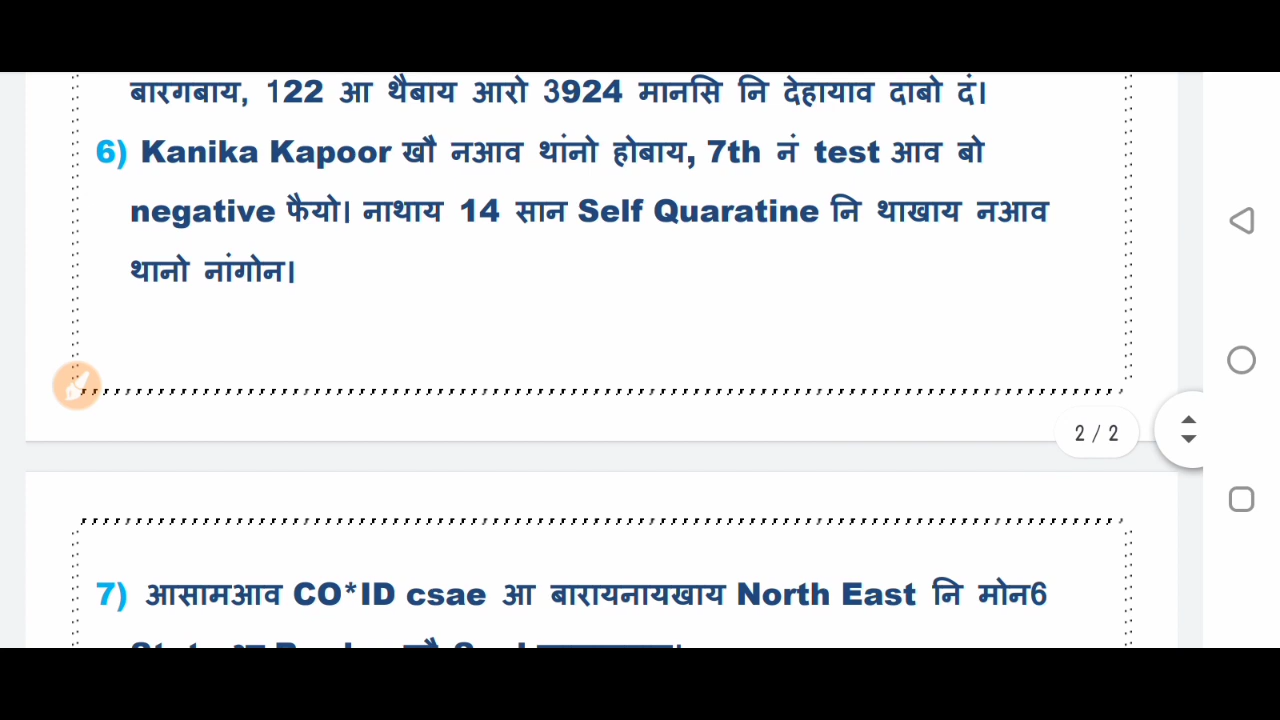 बारगबाय, 122 आ थैबाय आरो 3924 मानसि नि देहायाव दाबो दं।
6) Kanika Kapoor खौ नआव थांनो होबाय, 7th नं test आव बो
negative फैयो। नाथाय 14 सान Self Quaratine नि थाखाय नआव
थानो नांगोन।
2 / 2
7) आसामआव CO*ID csae आ बारायनायखाय North East नि मोन6